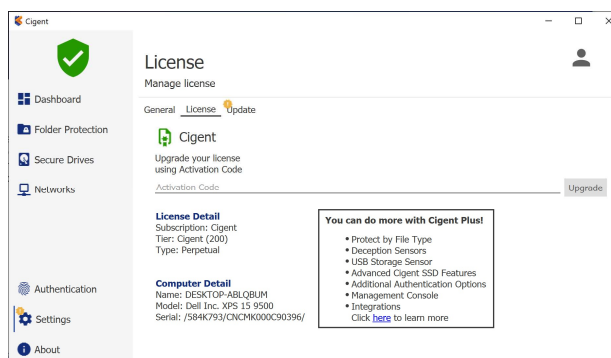 Cigent
License
Manage license
Dashboard
Folder Protection
Secure Drives
Networks
Authentication
Settings
About
General License Update
Cigent
Upgrade your license
using Activation Code
Activation Code
Upgrade
License Detail
Subscription: Cigent
Tier: Cigent (200)
Type: Perpetual
Computer Detail
Name: DESKTOP-ABLQBUM
Model: Dell Inc. XPS 15 9500
Serial: /584K793/CNCMK000C90396/
You can do more with Cigent Plus!
• Protect by File Type
• Deception Sensors
• USB Storage Sensor
• Advanced Cigent SSD Features
• Additional Authentication Options
• Management Console
• Integrations
Click here to learn more